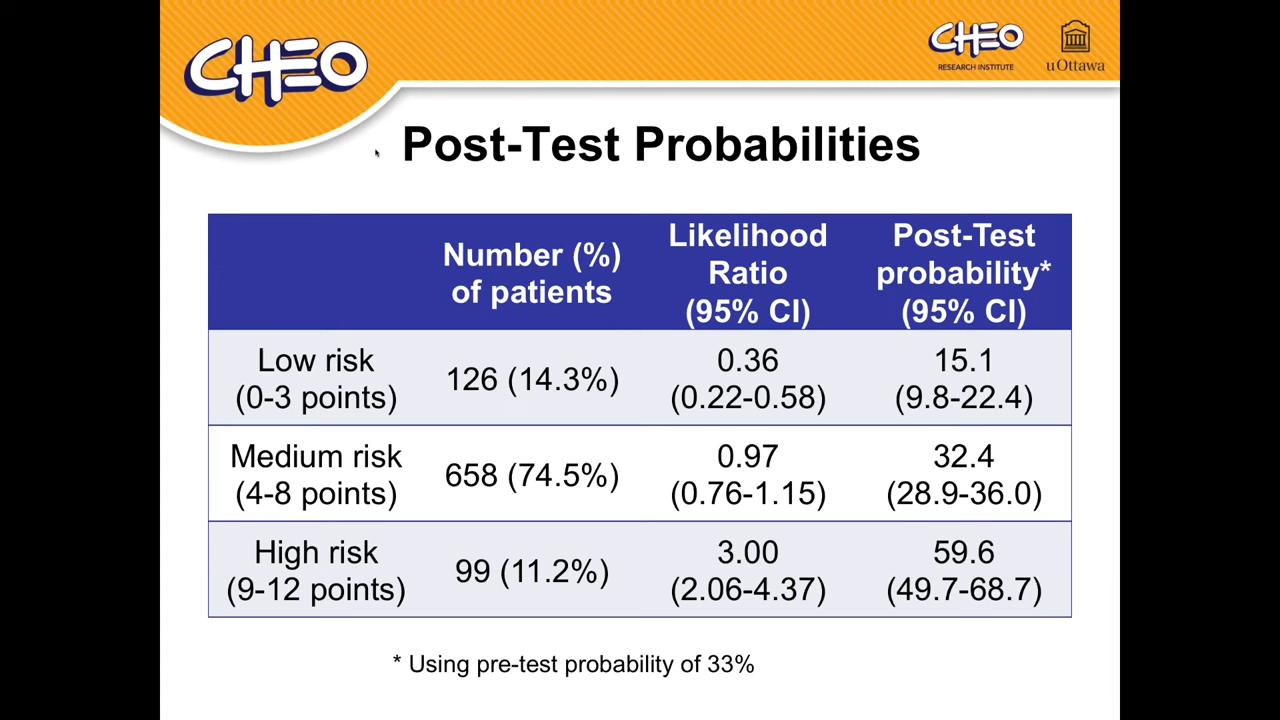 CHEO
CHEO
RESEARCH INSTITUTE
uOttawa
Post-Test Probabilities
Number (%)
of patients
Likelihood
Ratio
(95% CI)
Post-Test
probability*
(95% CI)
Low risk
(0-3 points)
126 (14.3%)
0.36
(0.22-0.58)
15.1
(9.8-22.4)
Medium risk
(4-8 points)
658 (74.5%)
0.97
(0.76-1.15)
32.4
(28.9-36.0)
High risk
(9-12 points)
99 (11.2%)
3.00
(2.06-4.37)
59.6
(49.7-68.7)
* Using pre-test probability of 33%